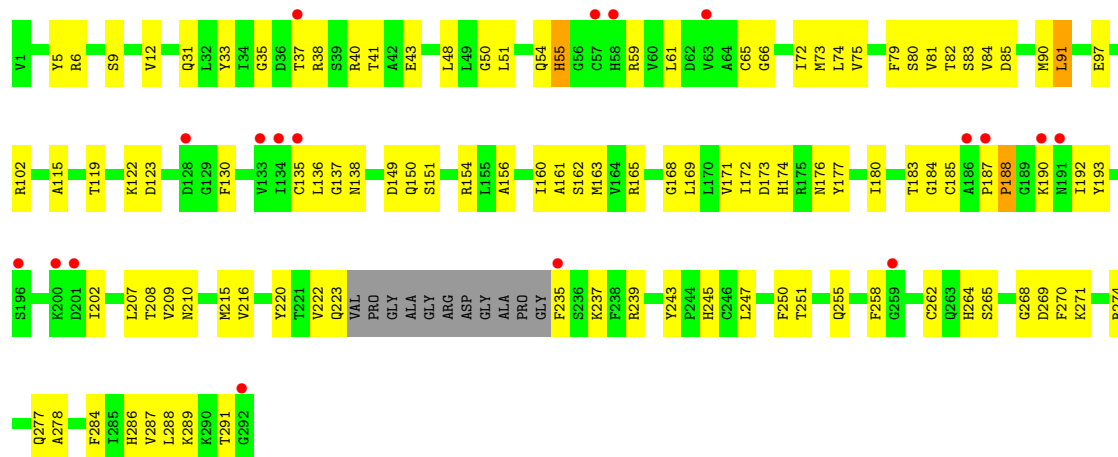 V1 Y5 R6 S9 V12 Q31 L32 Y33 I34 G35 D36 T37 R38 S39 R40 T41 A42 E43 L48 L49 G50 L51 Q54 H55 G56 C57 H58 R59 V60 L61 D62 V63 A64 C65 G66 I72 M73 L74 V75 F79 S80 V81 T82 S83 V84 D85 M90 L91 E97
R102 A115 T119 K122 D123 D128 G129 F130 V133 I134 C135 L136 G137 N138 D149 Q150 S151 R154 L155 A156 I160 A161 S162 M163 V164 R165 G168 L169 L170 V171 I172 D173 H174 R175 N176 Y177 I180 T183 G184 C185 A186 P187 P188 G189 K190 N191 I192 Y193
S196 K200 D201 I202 L207 T208 V209 N210 M215 V216 Y220 T221 V222 Q223 VAL PRO GLY ALA GLY ARG ASP GLY ALA PRO GLY F235 S236 K237 F238 R239 Y243 P244 H245 C246 L247 F250 T251 Q255 F258 G259 C262 Q263 H264 S265 G268 D269 F270 K271
Q277 A278 F284 I285 H286 V287 L288 K289 K290 T291 G292